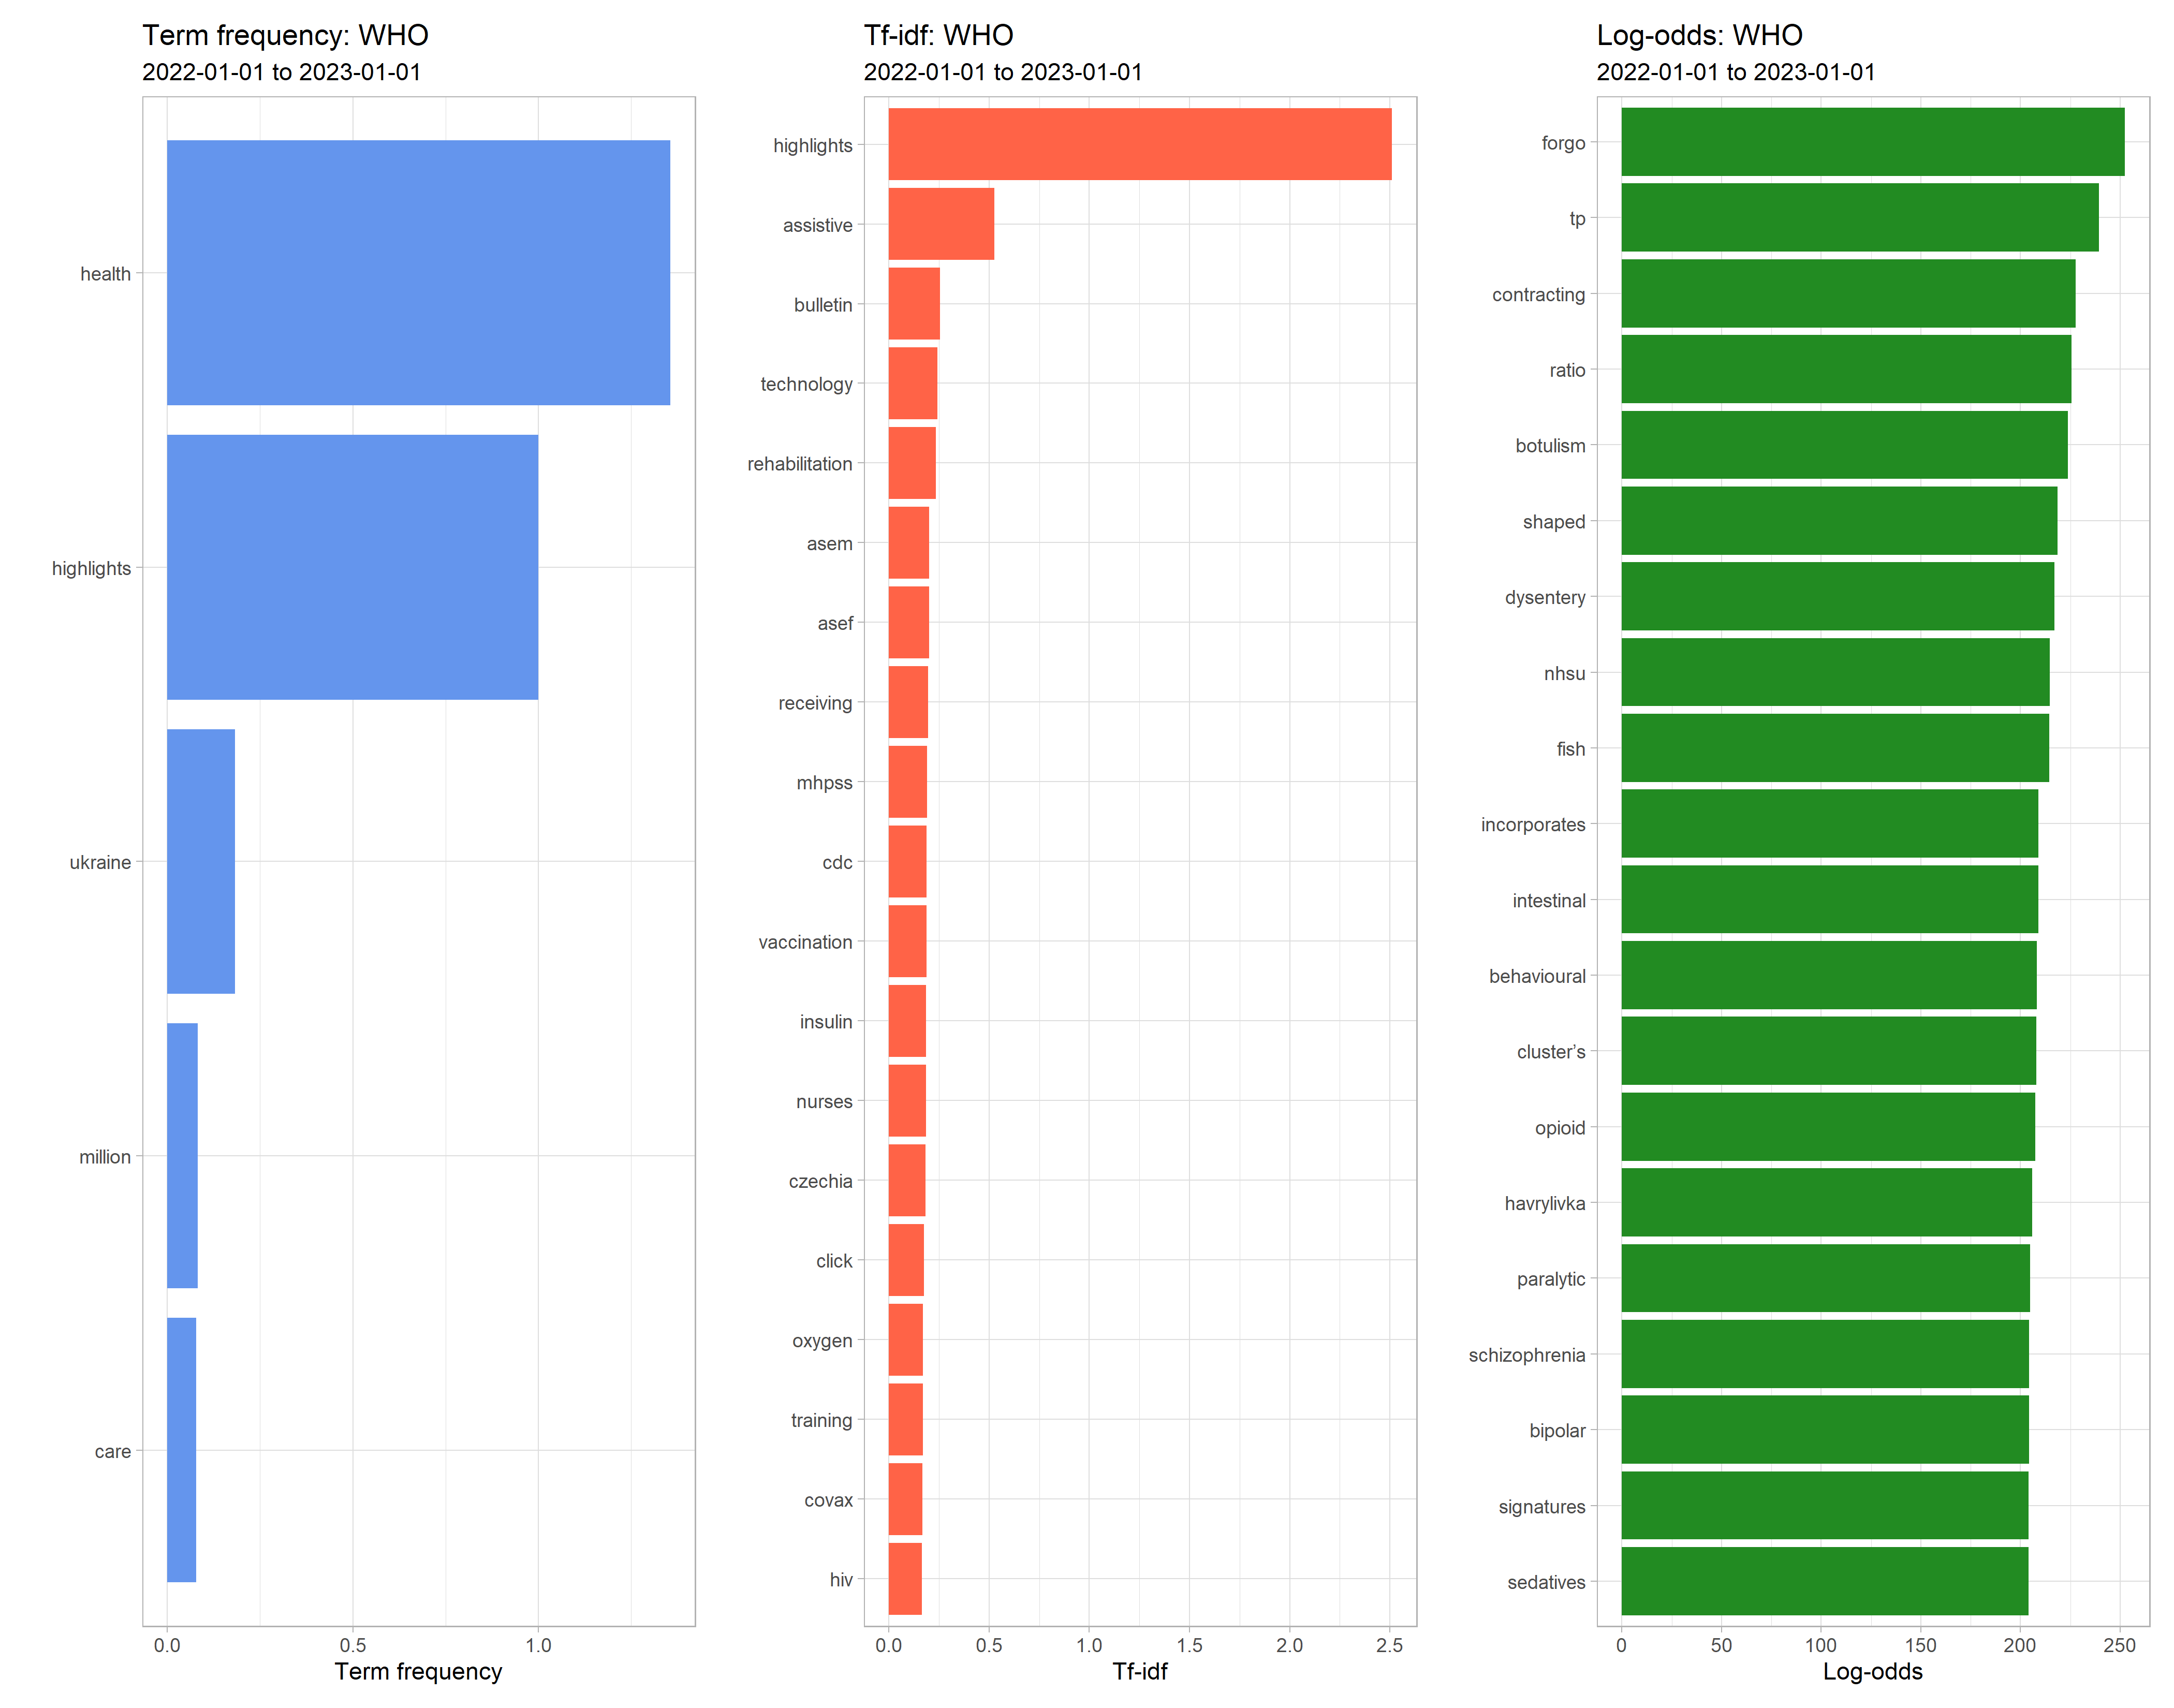 Term frequency: WHO
2022-01-01 to 2023-01-01
health
highlights
ukraine
million
care
0.0 0.5 1.0
Term frequency
Tf-idf: WHO
2022-01-01 to 2023-01-01
highlights
assistive
bulletin
technology
rehabilitation
asem
asef
receiving
mhpss
cdc
vaccination
insulin
nurses
czechia
click
oxygen
training
covax
hiv
0.0 0.5 1.0 1.5 2.0 2.5
Tf-idf
Log-odds: WHO
2022-01-01 to 2023-01-01
forgo
tp
contracting
ratio
botulism
shaped
dysentery
nhsu
fish
incorporates
intestinal
behavioural
cluster’s
opioid
havrylivka
paralytic
schizophrenia
bipolar
signatures
sedatives
0 50 100 150 200 250
Log-odds